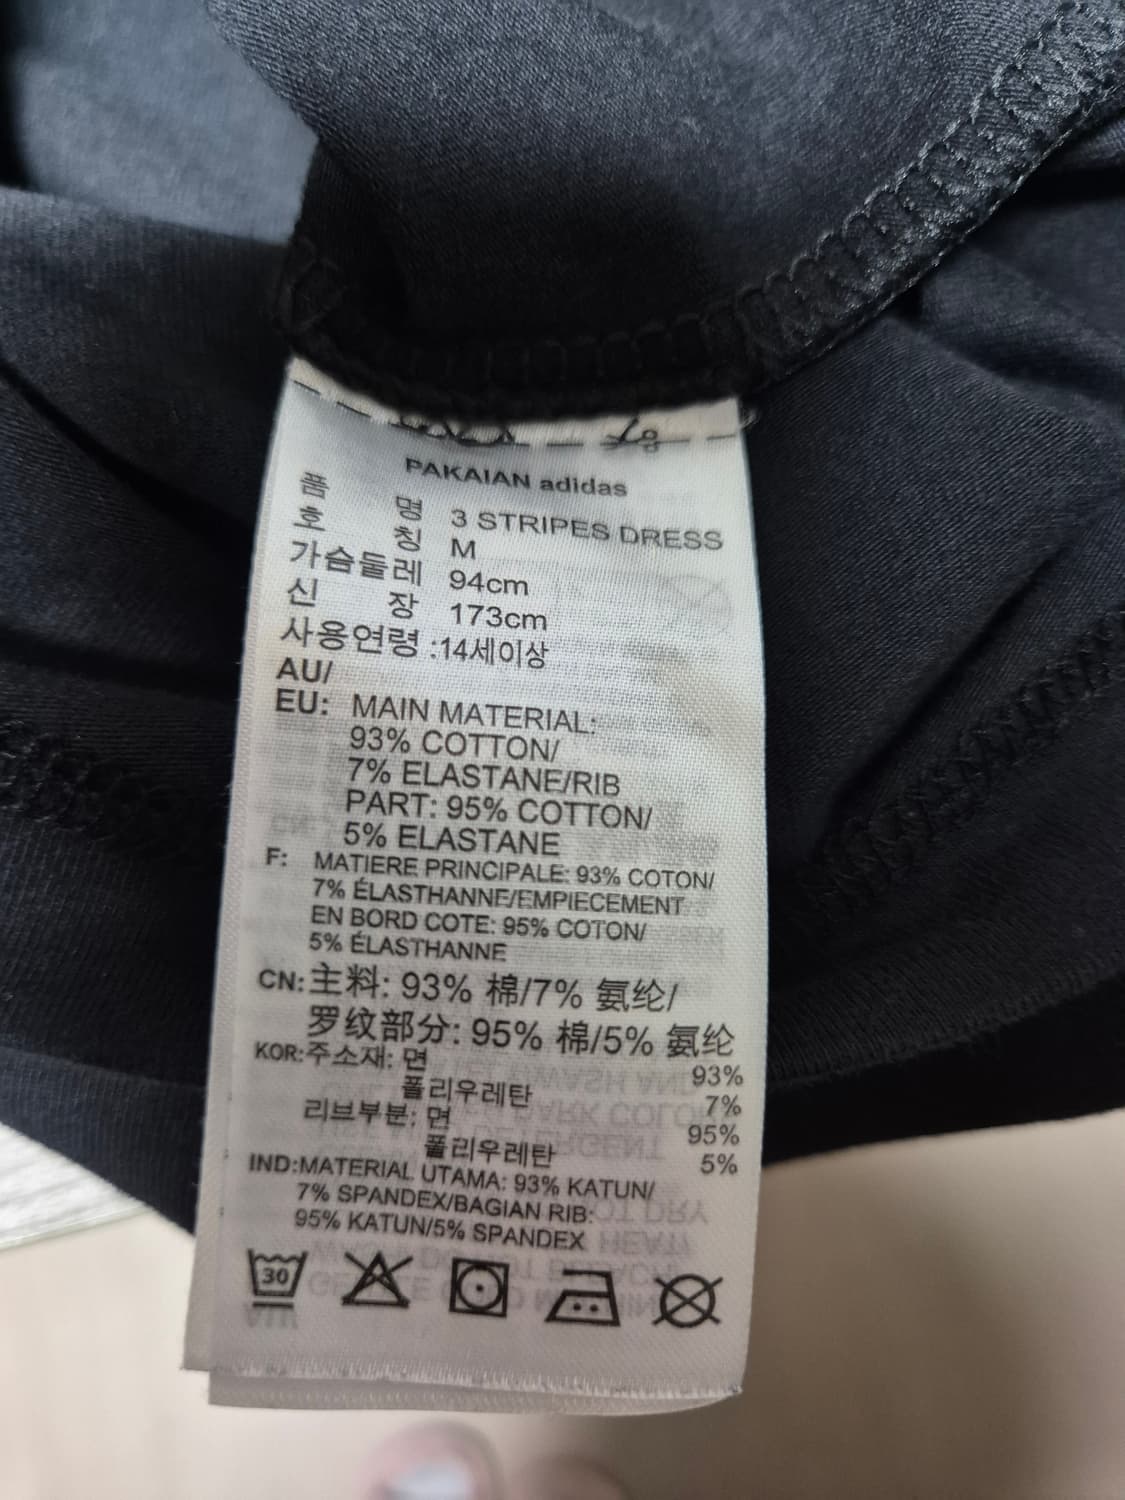 PAKAIAN adidas
품 명 3 STRIPES DRESS
호 칭 M
가슴둘레 94cm
신 장 173cm
사용연령 :14세이상
AU/
EU: MAIN MATERIAL:
93% COTTON/
7% ELASTANE/RIB
PART: 95% COTTON/
5% ELASTANE
F: MATIERE PRINCIPALE: 93% COTON/
7% ÉLASTHANNE/EMPIECEMENT
EN BORD COTE: 95% COTON/
5% ÉLASTHANNE
CN:主料: 93% 棉/7% 氨纶/
罗纹部分: 95% 棉/5% 氨纶
KOR:주소재: 면 93%
폴리우레탄 7%
리브부분: 면 95%
폴리우레탄 5%
IND:MATERIAL UTAMA: 93% KATUN/
7% SPANDEX/BAGIAN RIB:
95% KATUN/5% SPANDEX
30